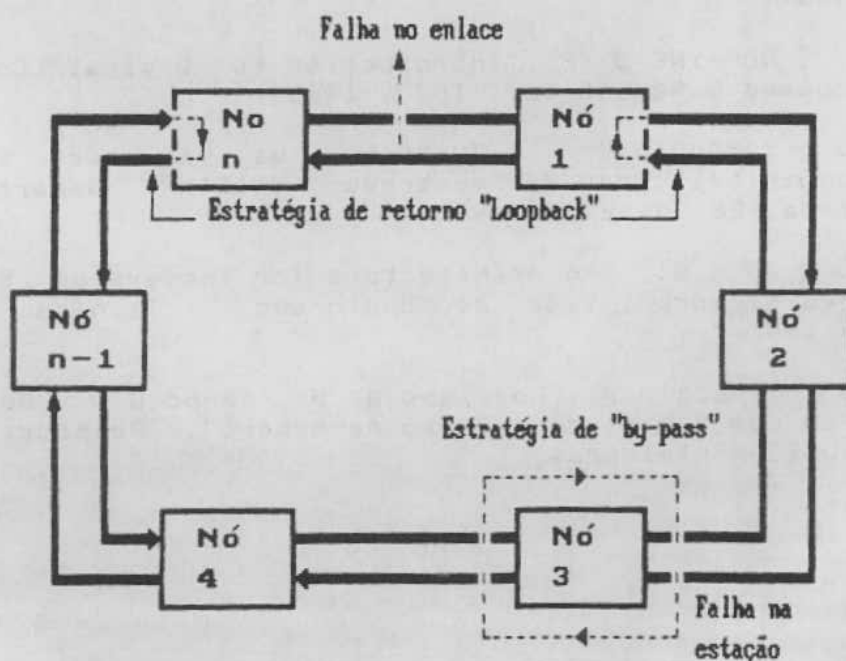 Falha no enlace
No
n
Nó
1
Estratégia de retorno "Loopback"
Nó
n-1
Nó
2
Estratégia de "by-pass"
Nó
4
Nó
3
Falha na
estação